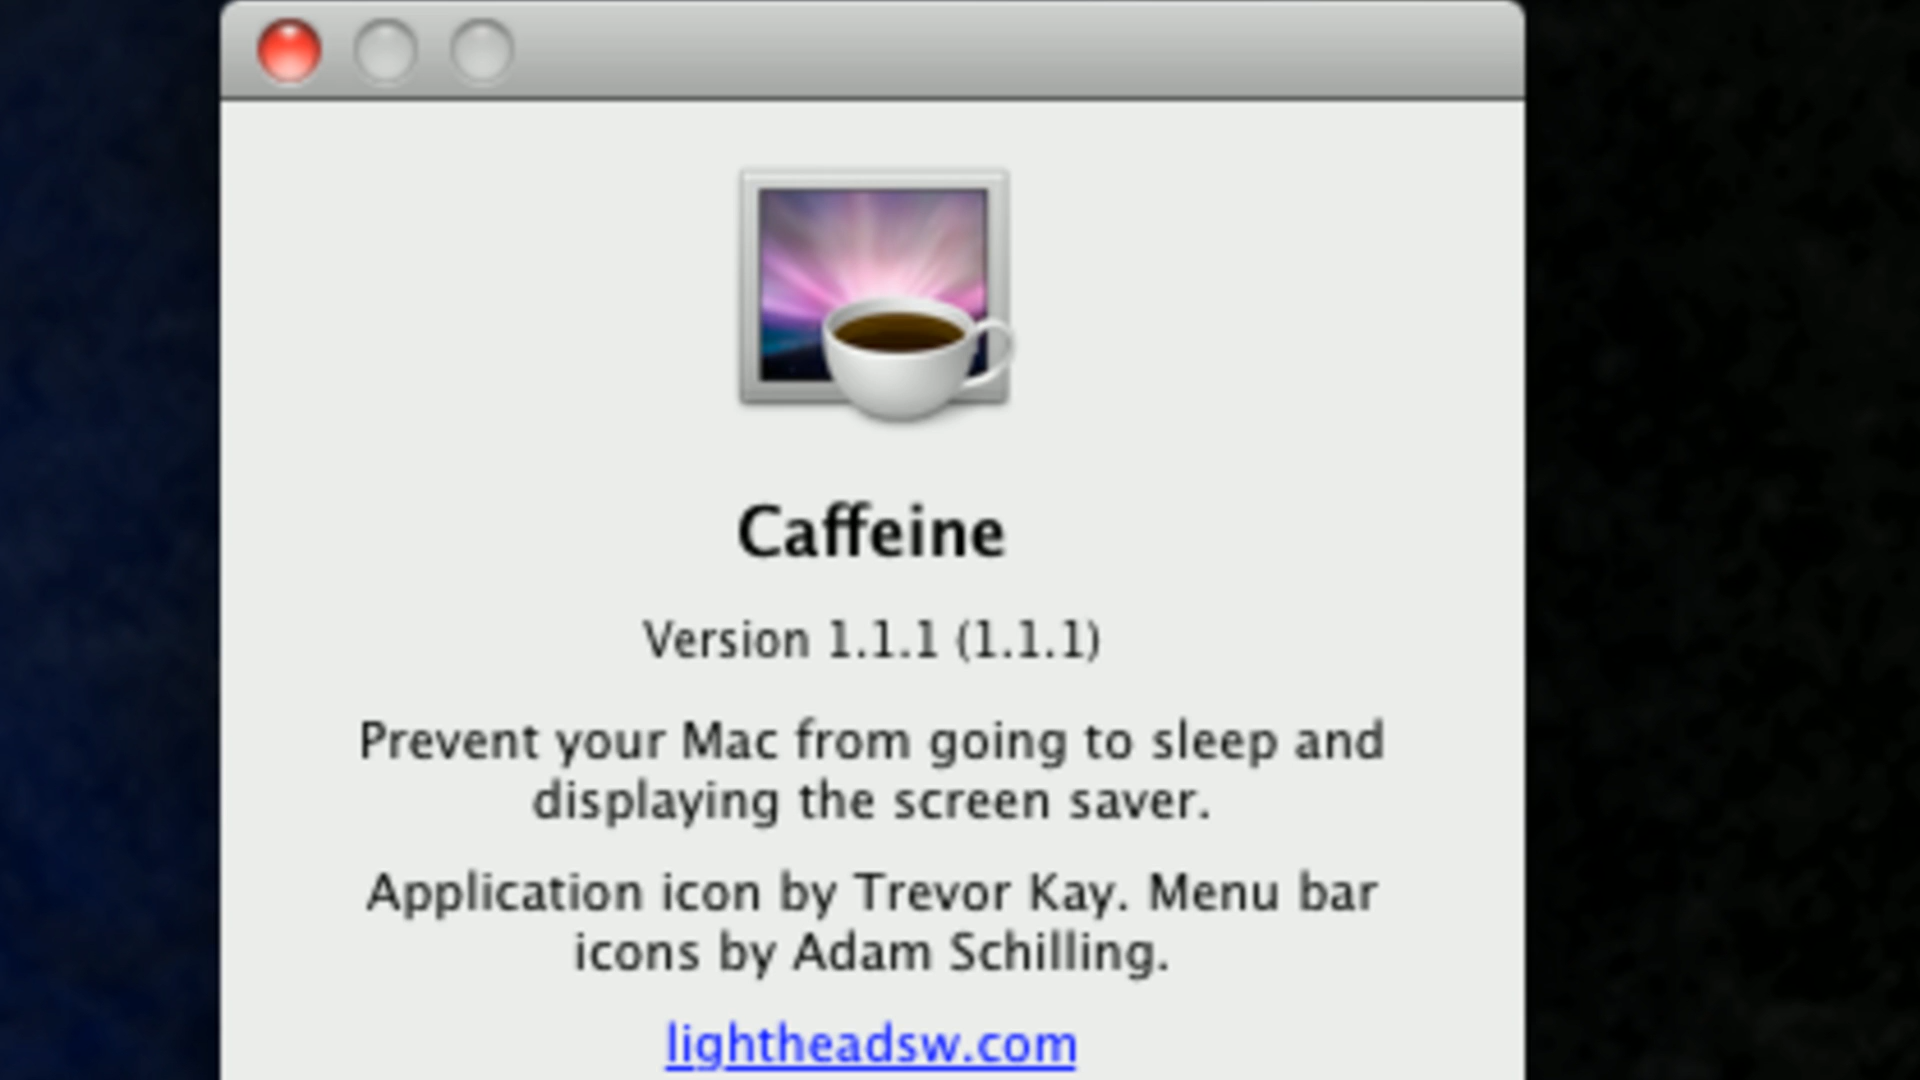 Caffeine
Version 1.1.1 (1.1.1)
Prevent your Mac from going to sleep and
displaying the screen saver.
Application icon by Trevor Kay. Menu bar
icons by Adam Schilling.
lightheadsw.com